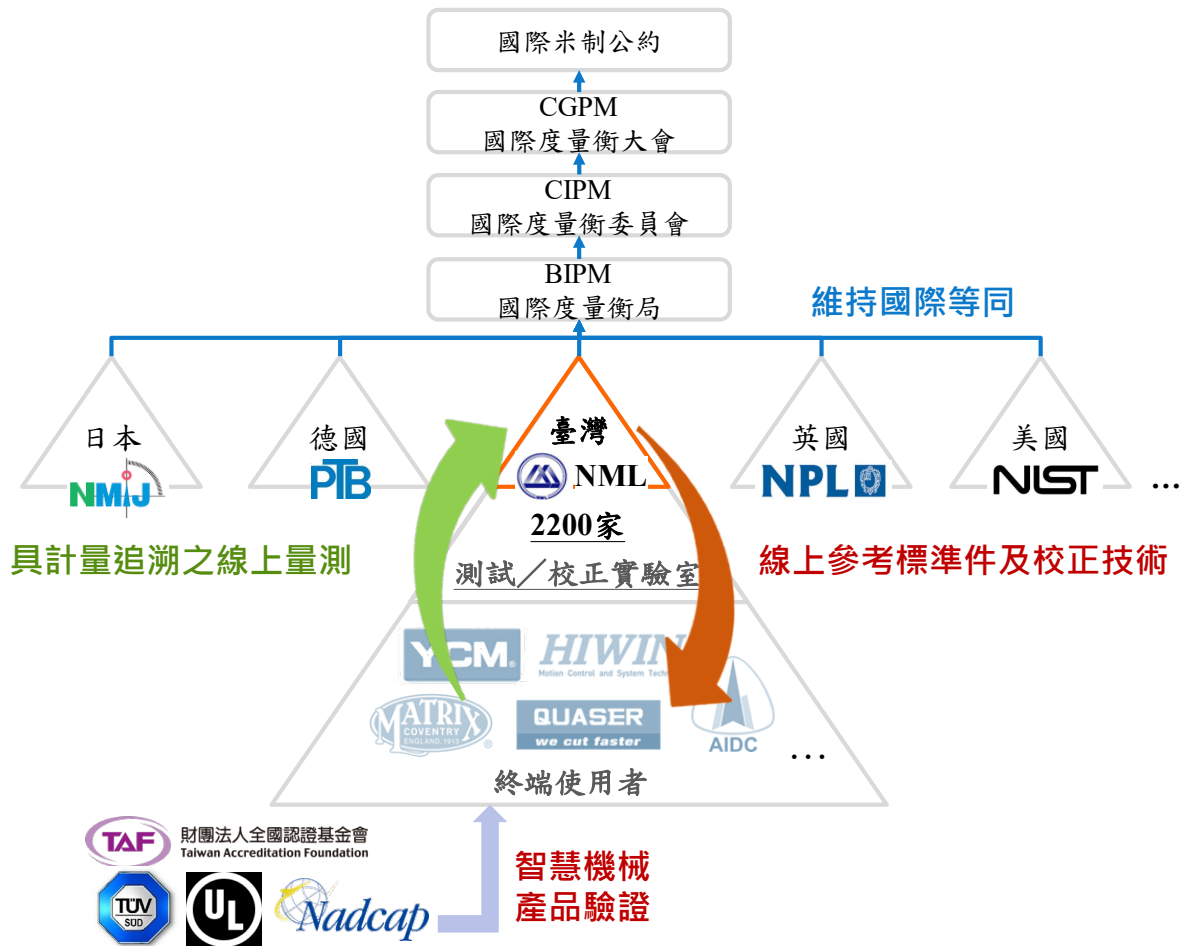 國際米制公約
CGPM
國際度量衡大會
CIPM
國際度量衡委員會
BIPM
國際度量衡局
維持國際等同
日本
NMIJ
德國
PTB
臺灣
NML
英國
NPL
美國
NIST
...
2200家
測試／校正實驗室
具計量追溯之線上量測
線上參考標準件及校正技術
YCM®
HIWIN
Motion Control and System Techn
MATRIX
COVENTRY
ENGLAND.1913
®
QUASER
we cut faster
AIDC
...
終端使用者
TAF
財團法人全國認證基金會
Taiwan Accreditation Foundation
TÜV
SÜD
UL
Nadcap
智慧機械
產品驗證